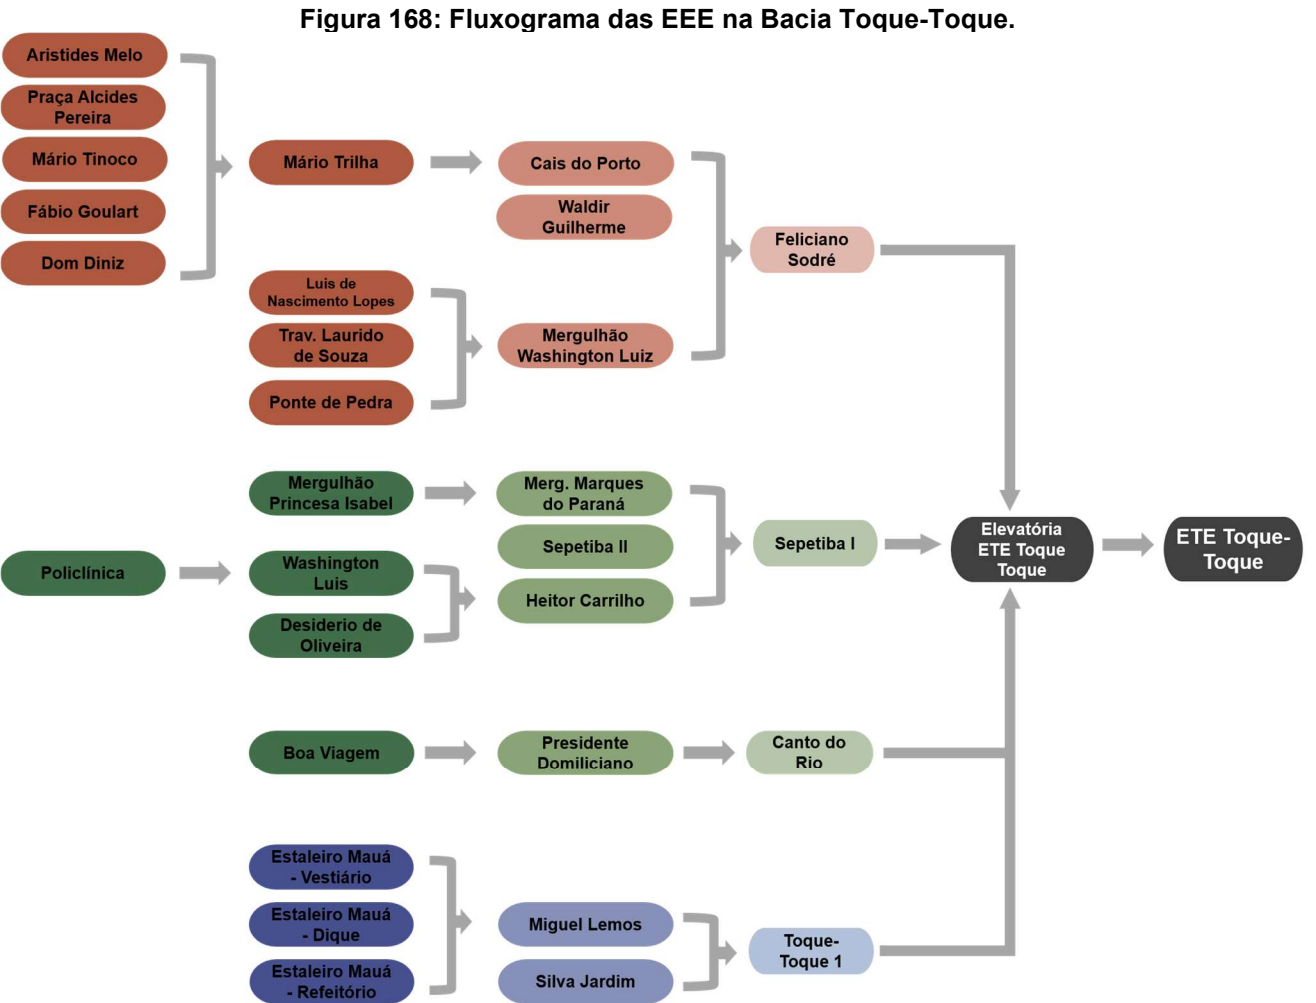 Figura 168: Fluxograma das EEE na Bacia Toque-Toque.
Aristides Melo
Praça Alcides
Pereira
Mário Tinoco
Fábio Goulart
Dom Diniz
Mário Trilha
Cais do Porto
Waldir
Guilherme
Feliciano
Sodré
Luis de
Nascimento Lopes
Trav. Laurido
de Souza
Ponte de Pedra
Mergulhão
Washington Luiz
Mergulhão
Princesa Isabel
Merg. Marques
do Paraná
Sepetiba II
Sepetiba I
Policlínica
Washington
Luis
Desiderio de
Oliveira
Heitor Carrilho
Elevatória
ETE Toque
Toque
ETE Toque-
Toque
Boa Viagem
Presidente
Domiliciano
Canto do
Rio
Estaleiro Mauá
- Vestiário
Estaleiro Mauá
- Dique
Estaleiro Mauá
- Refeitório
Miguel Lemos
Silva Jardim
Toque-
Toque 1